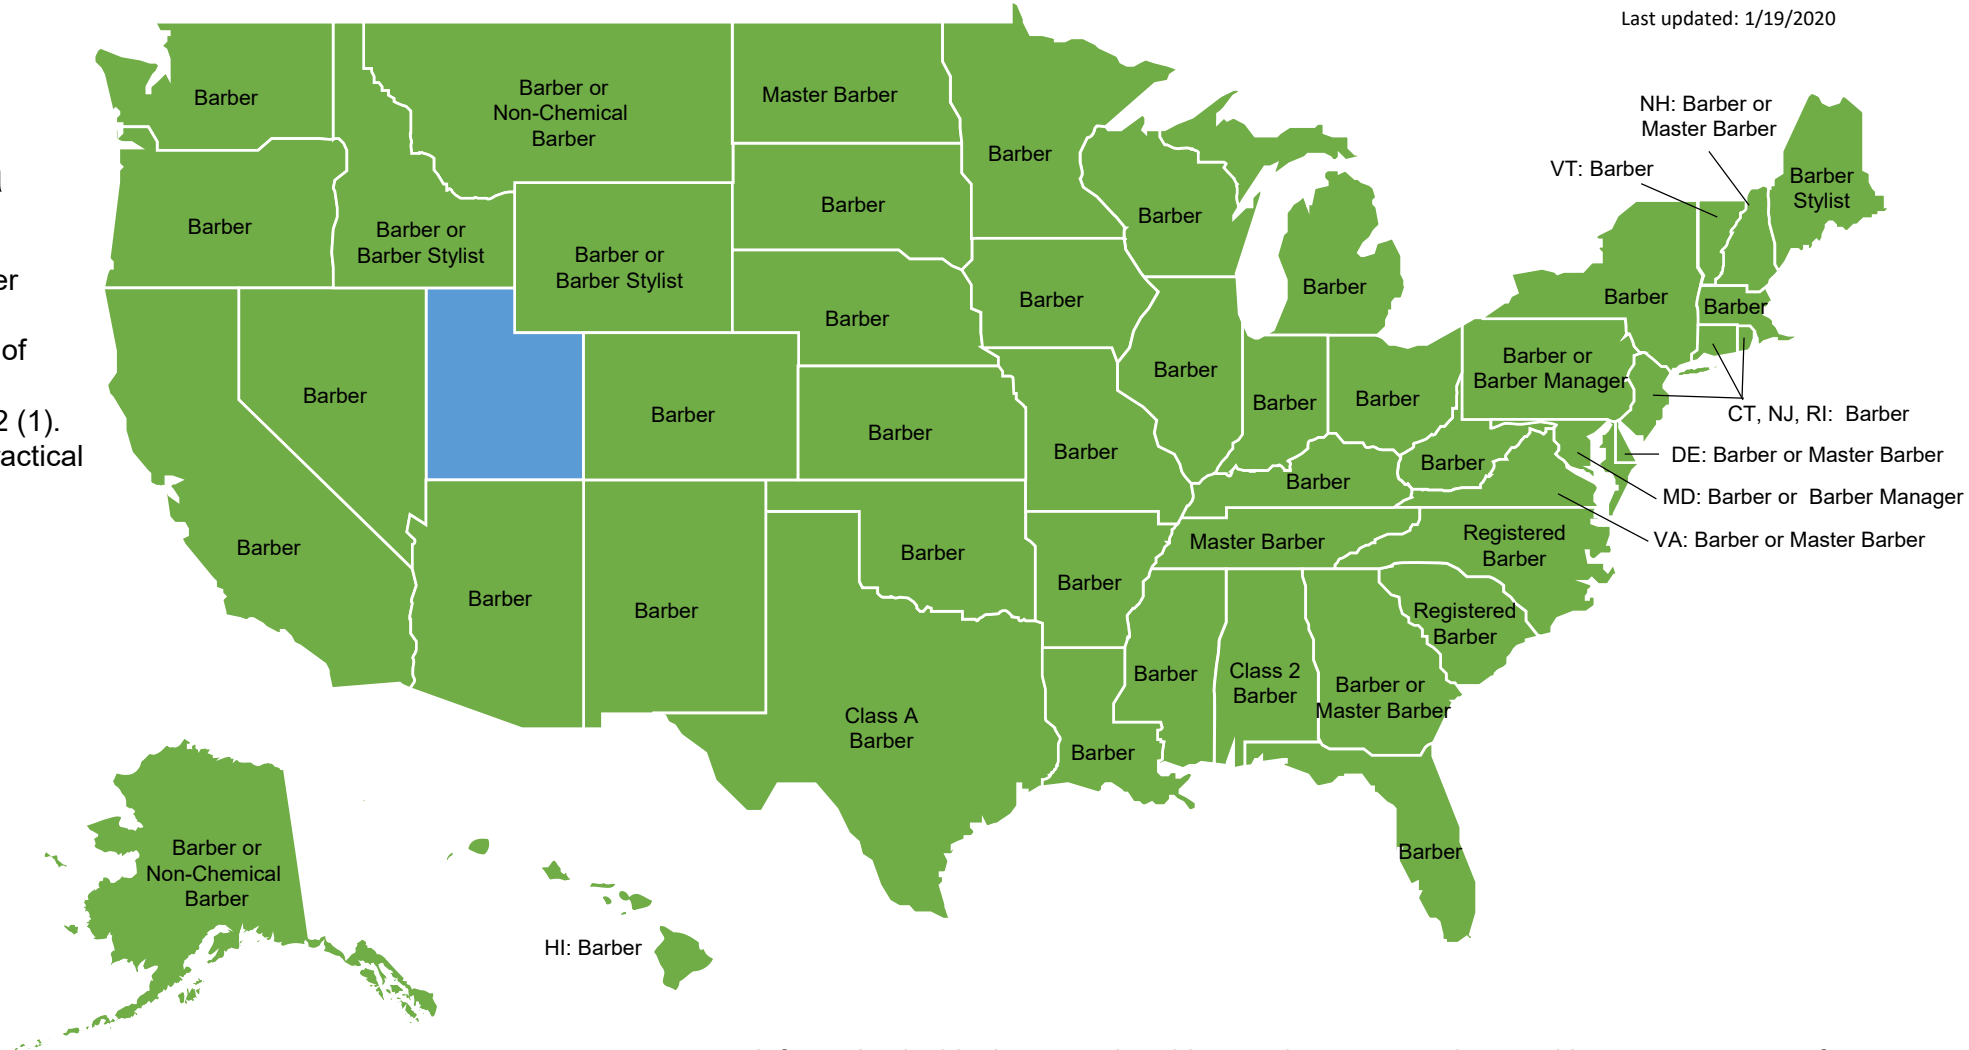 Last updated: 1/19/2020
NH: Barber or
Master Barber
VT: Barber
Barber
Stylist
Barber
Barber or
Non-Chemical
Barber
Master Barber
Barber
Barber
Barber
Barber or
Barber Stylist
Barber or
Barber Stylist
Barber
Barber
er
of
2 (1).
ractical
Barber
Barber
Barber
Barber
Barber
Barber or
Barber Manager
Barber
Barber
Barber
Barber
Barber
Barber
Barber
CT, NJ, RI:  Barber
DE: Barber or Master Barber
MD: Barber or  Barber Manager
VA: Barber or Master Barber
Barber
Barber
Barber
Barber
Master Barber
Registered
Barber
Barber
Barber
Barber
Barber
Registered
Barber
Barber
Class 2
Barber
Barber or
Master Barber
Class A
Barber
Barber
Barber
Barber or
Non-Chemical
Barber
HI: Barber